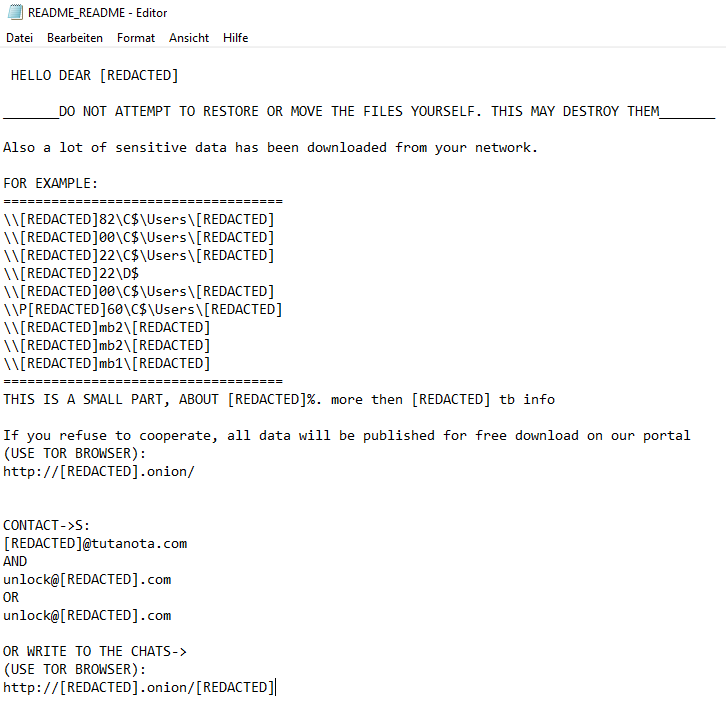 README_README - Editor
Datei Bearbeiten Format Ansicht Hilfe
HELLO DEAR [REDACTED]
_______DO NOT ATTEMPT TO RESTORE OR MOVE THE FILES YOURSELF. THIS MAY DESTROY THEM_______
Also a lot of sensitive data has been downloaded from your network.
FOR EXAMPLE:
===================================
\\[REDACTED]82\C$\Users\[REDACTED]
\\[REDACTED]00\C$\Users\[REDACTED]
\\[REDACTED]22\C$\Users\[REDACTED]
\\[REDACTED]22\D$
\\[REDACTED]00\C$\Users\[REDACTED]
\\P[REDACTED]60\C$\Users\[REDACTED]
\\[REDACTED]mb2\[REDACTED]
\\[REDACTED]mb2\[REDACTED]
\\[REDACTED]mb1\[REDACTED]
===================================
THIS IS A SMALL PART, ABOUT [REDACTED]%. more then [REDACTED] tb info
If you refuse to cooperate, all data will be published for free download on our portal
(USE TOR BROWSER):
http://[REDACTED].onion/
CONTACT->S:
[REDACTED]@tutanota.com
AND
unlock@[REDACTED].com
OR
unlock@[REDACTED].com
OR WRITE TO THE CHATS->
(USE TOR BROWSER):
http://[REDACTED].onion/[REDACTED]